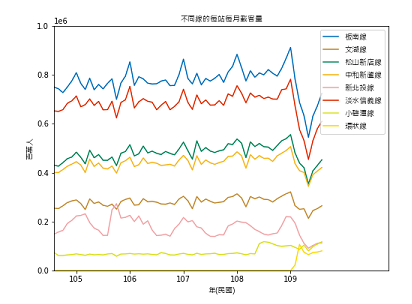 不同線的每站每月載客量
1e6
1.0
0.8
0.6
0.4
0.2
0.0
百萬人
105
106
107
108
109
年(民國)
板南線
文湖線
松山新店線
中和新蘆線
新北投線
淡水信義線
小碧潭線
環狀線